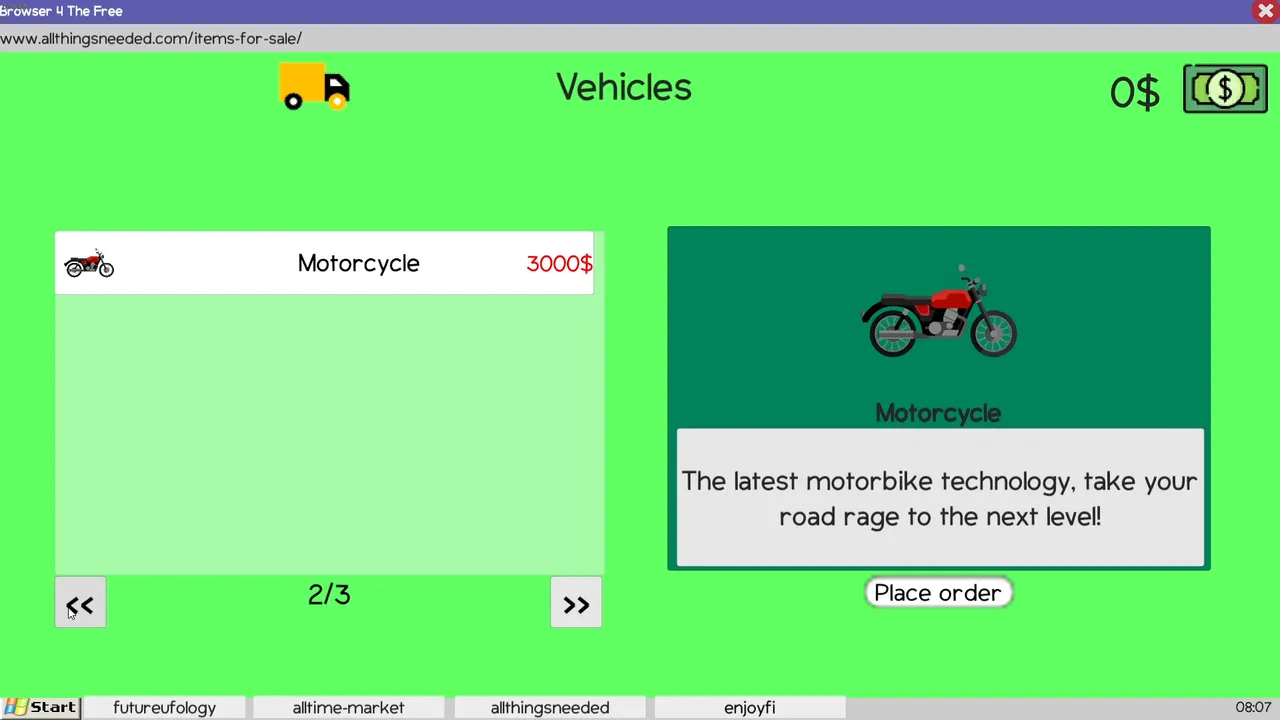 Browser 4 The Free
www.allthingsneeded.com/items-for-sale/
Vehicles
0$
$
Motorcycle
3000$
Motorcycle
The latest motorbike technology, take your
road rage to the next level!
<<
2/3
>>
Place order
Start
futureufology
alltime-market
allthingsneeded
enjoyfi
08:07